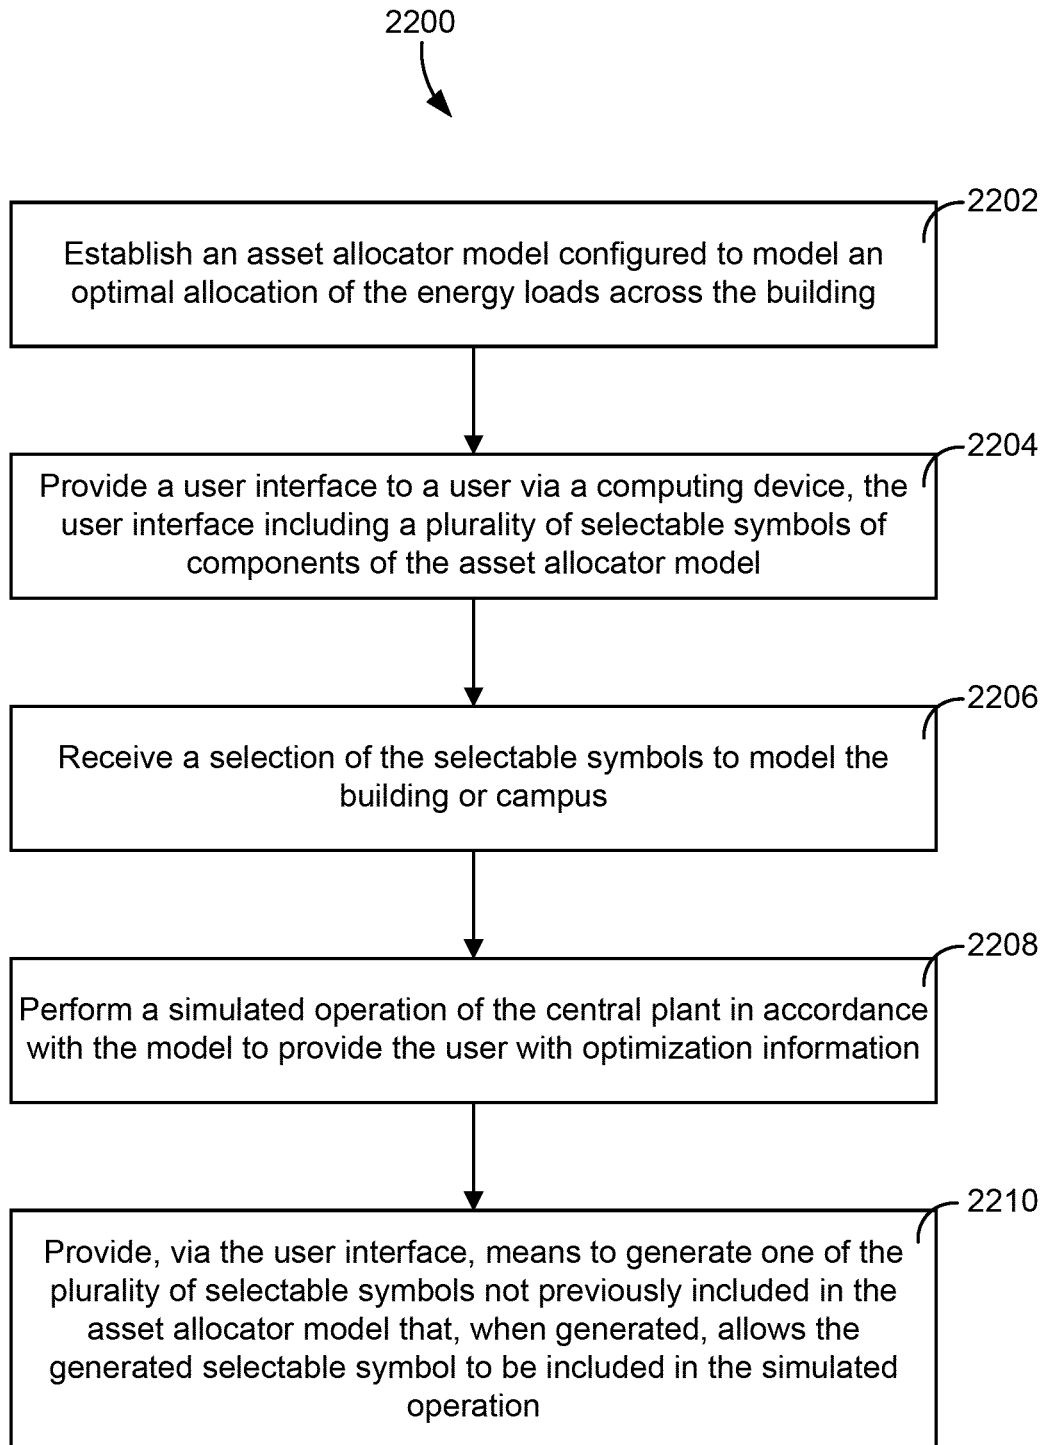 2200
2202
Establish an asset allocator model configured to model an
optimal allocation of the energy loads across the building
2204
Provide a user interface to a user via a computing device, the
user interface including a plurality of selectable symbols of
components of the asset allocator model
2206
Receive a selection of the selectable symbols to model the
building or campus
2208
Perform a simulated operation of the central plant in accordance
with the model to provide the user with optimization information
2210
Provide, via the user interface, means to generate one of the
plurality of selectable symbols not previously included in the
asset allocator model that, when generated, allows the
generated selectable symbol to be included in the simulated
operation